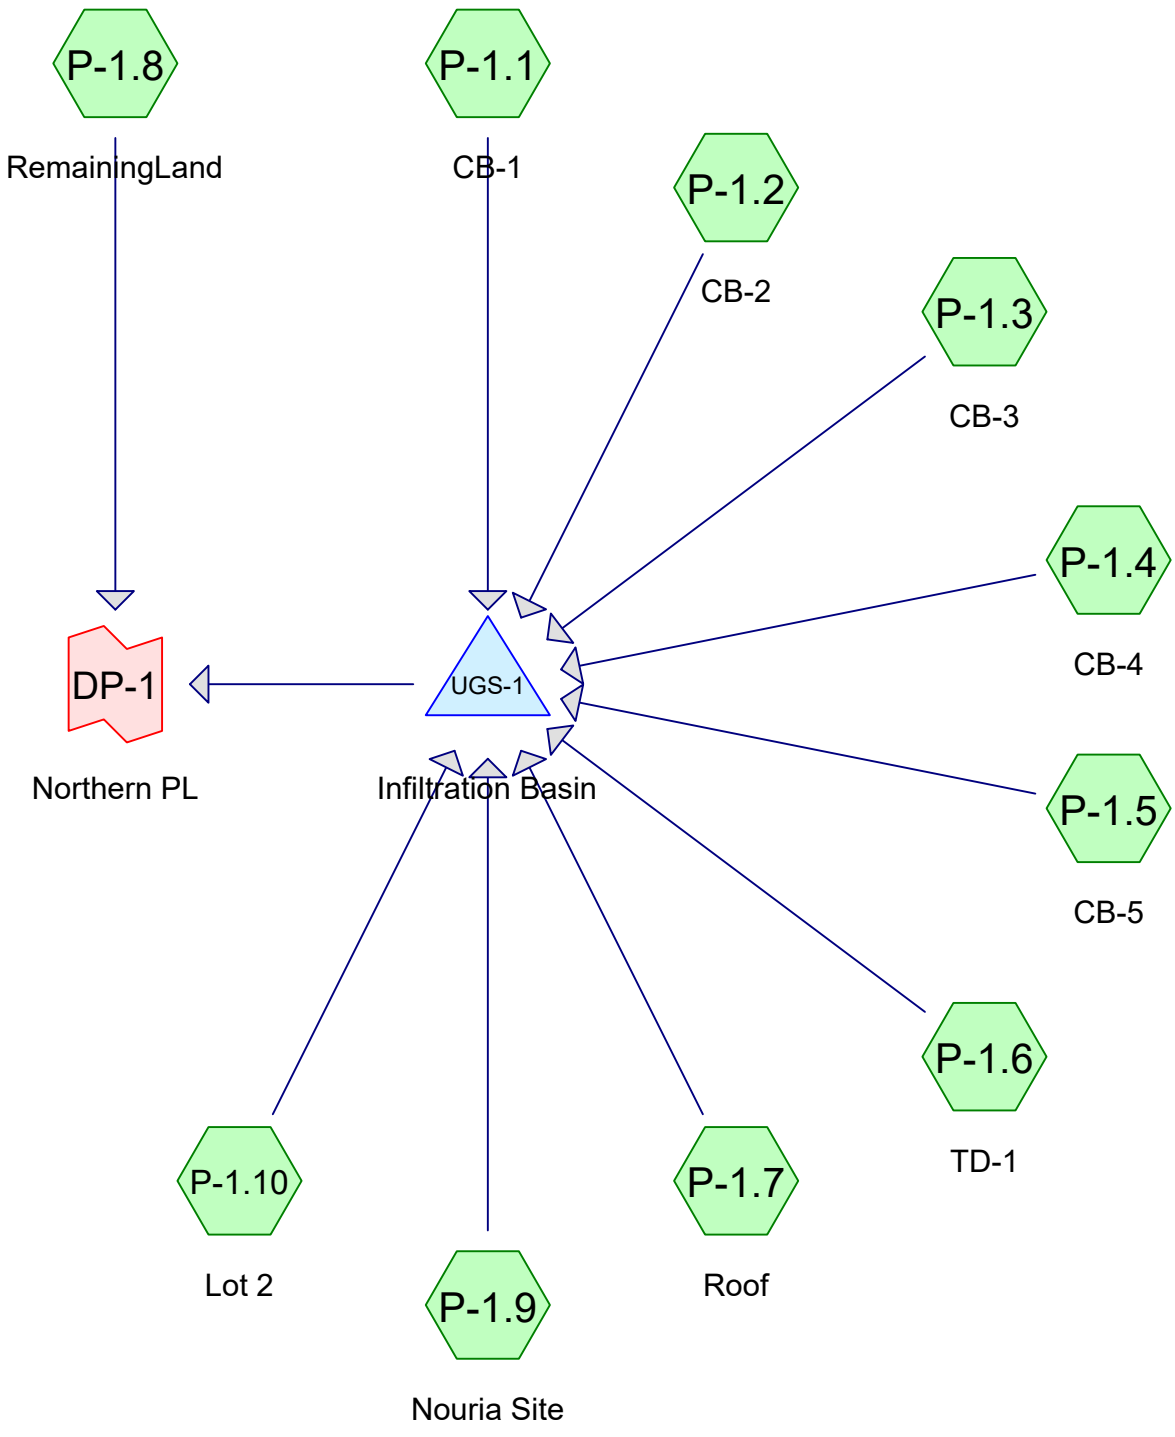 P-1.8
RemainingLand
P-1.1
CB-1
P-1.2
CB-2
P-1.3
CB-3
P-1.4
CB-4
DP-1
Northern PL
UGS-1
Infiltration Basin
P-1.5
CB-5
P-1.6
TD-1
P-1.10
Lot 2
P-1.7
Roof
P-1.9
Nouria Site